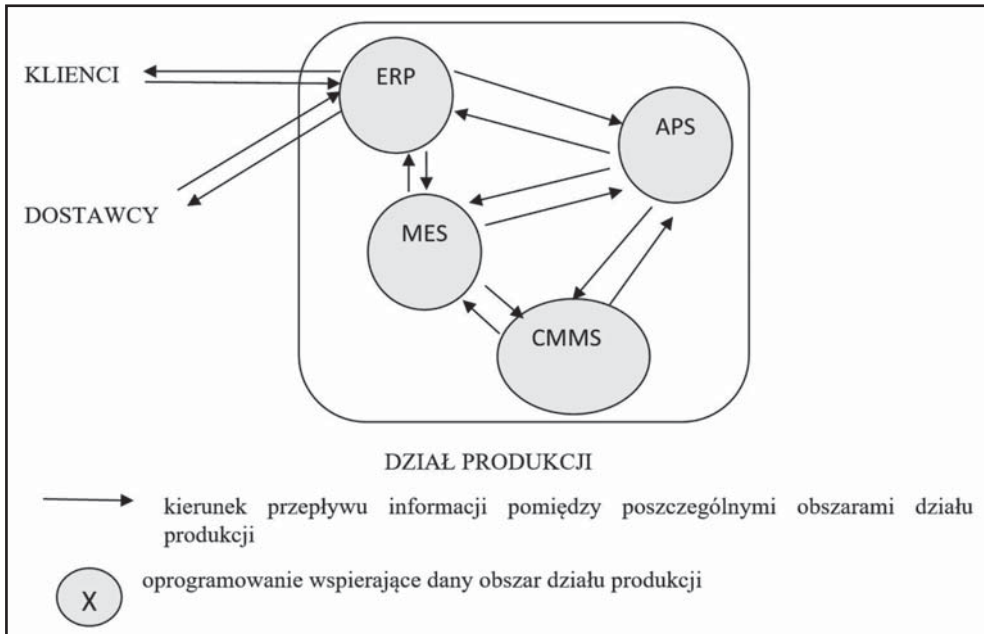 KLIENCI
ERP
APS
DOSTAWCY
MES
CMMS
DZIAŁ PRODUKCJI
kierunek przepływu informacji pomiędzy poszczególnymi obszarami działu
produkcji
X
oprogramowanie wspierające dany obszar działu produkcji